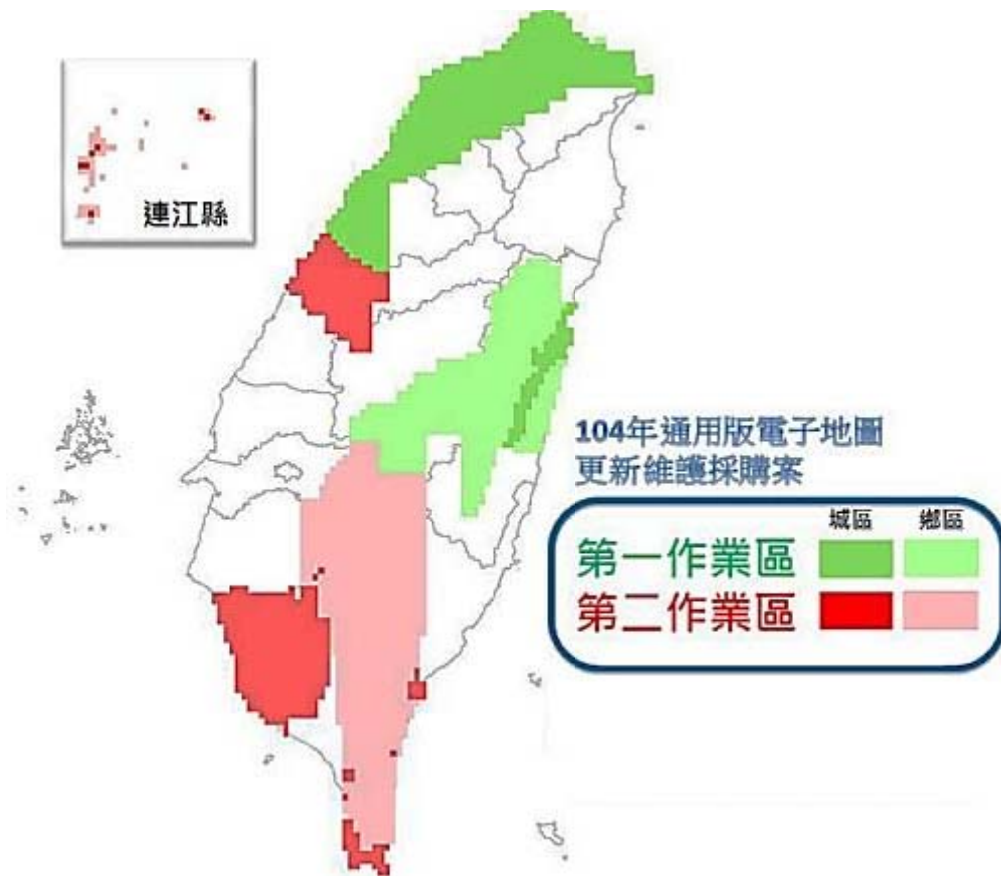 連江縣
104年通用版電子地圖
更新維護採購案
城區 鄉區
第一作業區
第二作業區